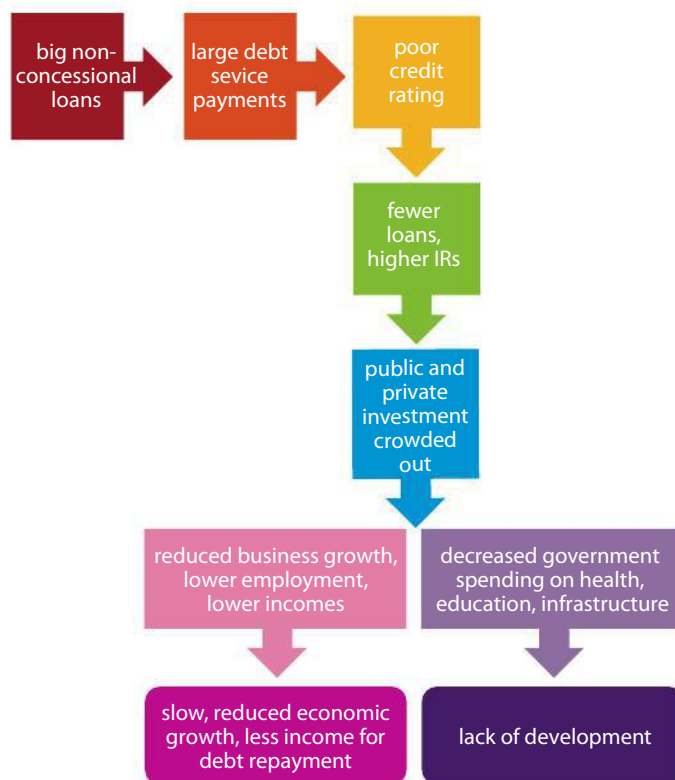 big non-
concessional
loans
large debt
sevice
payments
poor
credit
rating
fewer
loans,
higher IRs
public and
private
investment
crowded
out
reduced business growth,
lower employment,
lower incomes
decreased government
spending on health,
education, infrastructure
slow, reduced economic
growth, less income for
debt repayment
lack of development